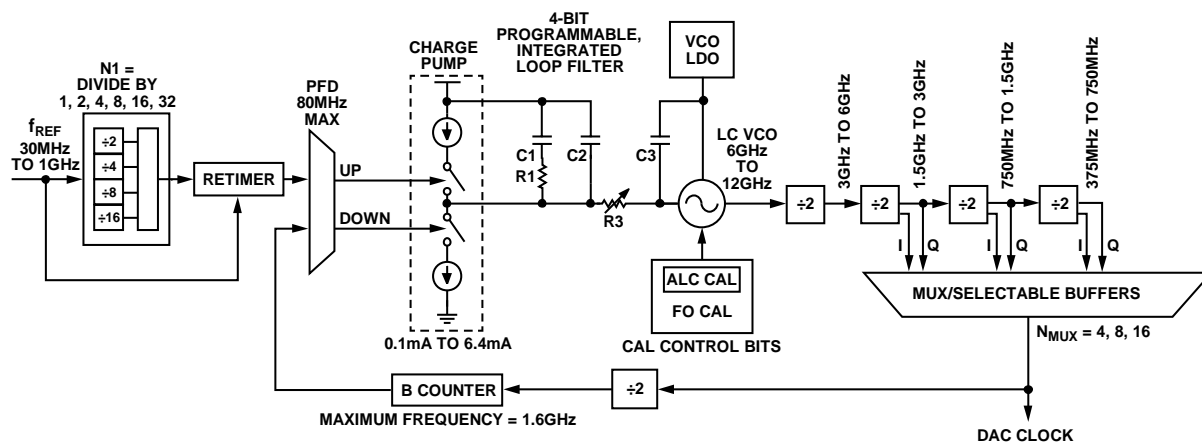 N1 =
DIVIDE BY
1, 2, 4, 8, 16, 32
fREF
30MHz
TO 1GHz
÷2
÷4
÷8
÷16
RETIMER
PFD
80MHz
MAX
UP
DOWN
CHARGE
PUMP
0.1mA TO 6.4mA
4-BIT
PROGRAMMABLE,
INTEGRATED
LOOP FILTER
C1
R1
C2
C3
R3
VCO
LDO
LC VCO
6GHz
TO
12GHz
ALC CAL
FO CAL
CAL CONTROL BITS
÷2
3GHz TO 6GHz
÷2
1.5GHz TO 3GHz
÷2
750MHz TO 1.5GHz
÷2
375MHz TO 750MHz
I
Q
I
Q
I
Q
MUX/SELECTABLE BUFFERS
NMUX = 4, 8, 16
B COUNTER
÷2
MAXIMUM FREQUENCY = 1.6GHz
DAC CLOCK